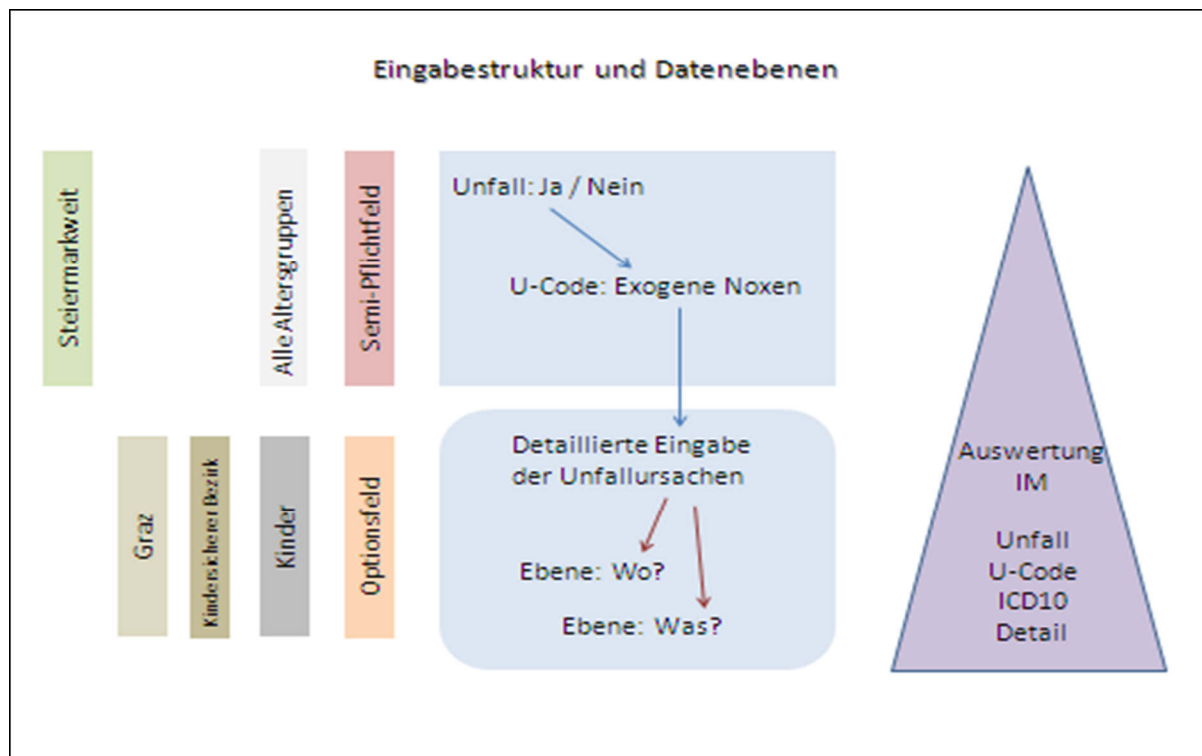 Eingabestruktur und Datenebenen
Steiermarkweit
Alle Altersgruppen
Semi-Pflichtfeld
Unfall: Ja / Nein
U-Code: Exogene Noxen
Graz
Kindersicherer Bezirk
Kinder
Optionsfeld
Detaillierte Eingabe
der Unfallursachen
Ebene: Wo?
Ebene: Was?
Auswertung
IM
Unfall
U-Code
ICD10
Detail